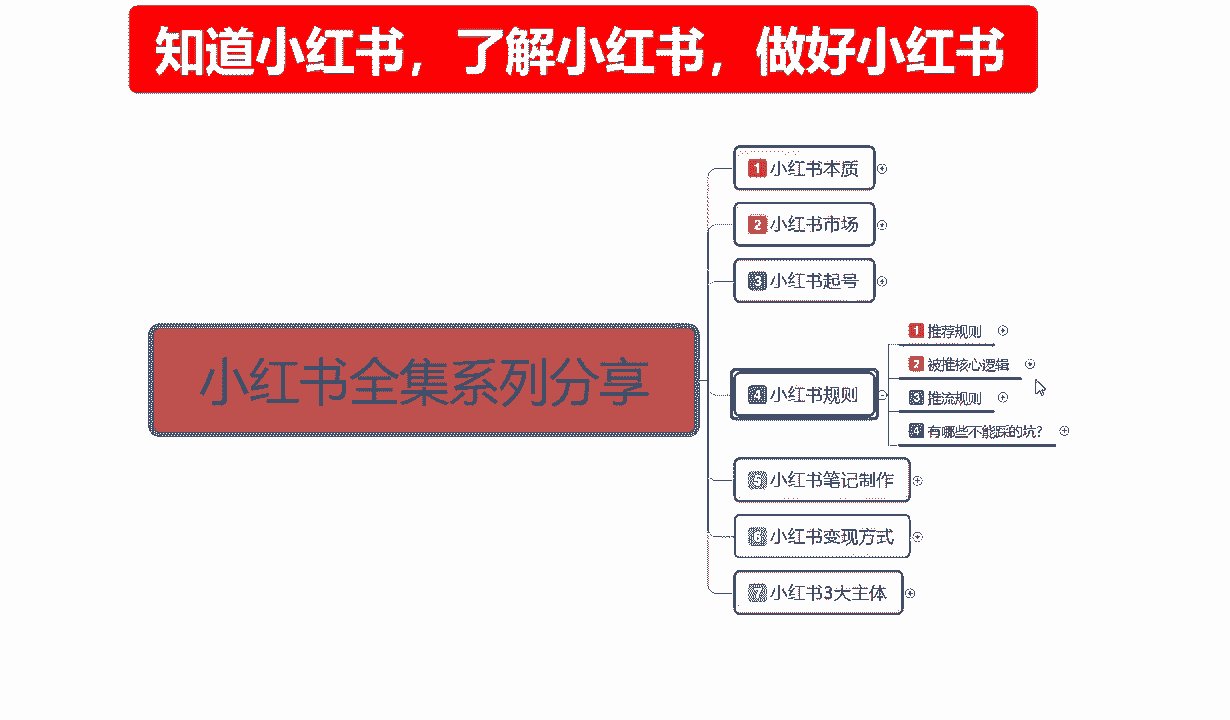 知道小红书，了解小红书，做好小红书
小红书全集系列分享
1 小红书本质
2 小红书市场
3 小红书起号
4 小红书规则
1 推荐规则
2 被推核心逻辑
3 推流规则
4 有哪些不能踩的坑？
5 小红书笔记制作
6 小红书变现方式
7 小红书3大主体